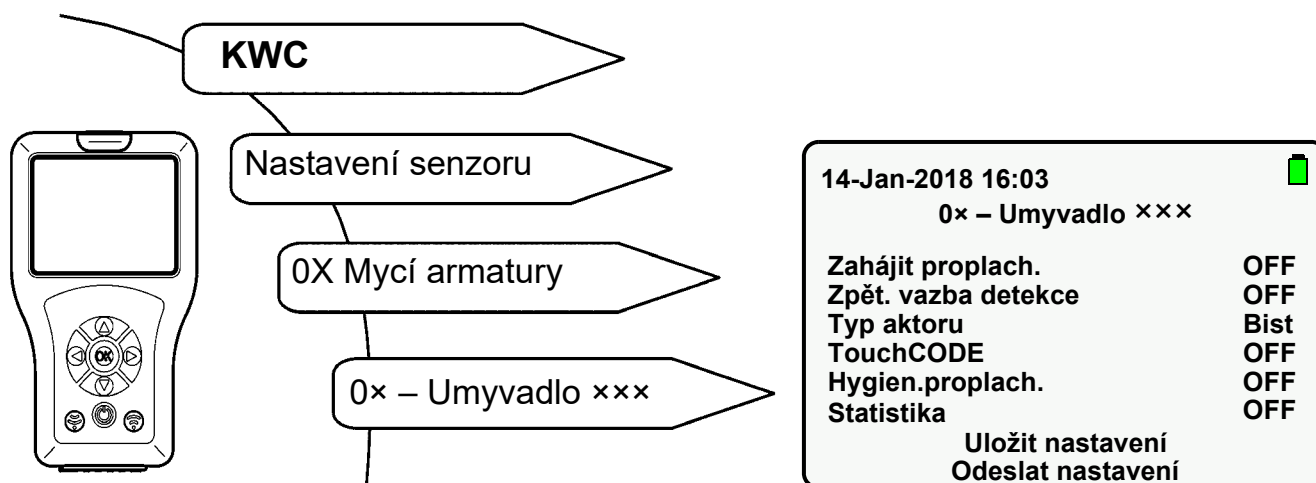 KWC
Nastavení senzoru
0X Mycí armatury
0× – Umyvadlo ×××
OK
14-Jan-2018 16:03
0× – Umyvadlo ×××
Zahájit proplach. OFF
Zpět. vazba detekce OFF
Typ aktoru Bist
TouchCODE OFF
Hygien.proplach. OFF
Statistika OFF
Uložit nastavení
Odeslat nastavení